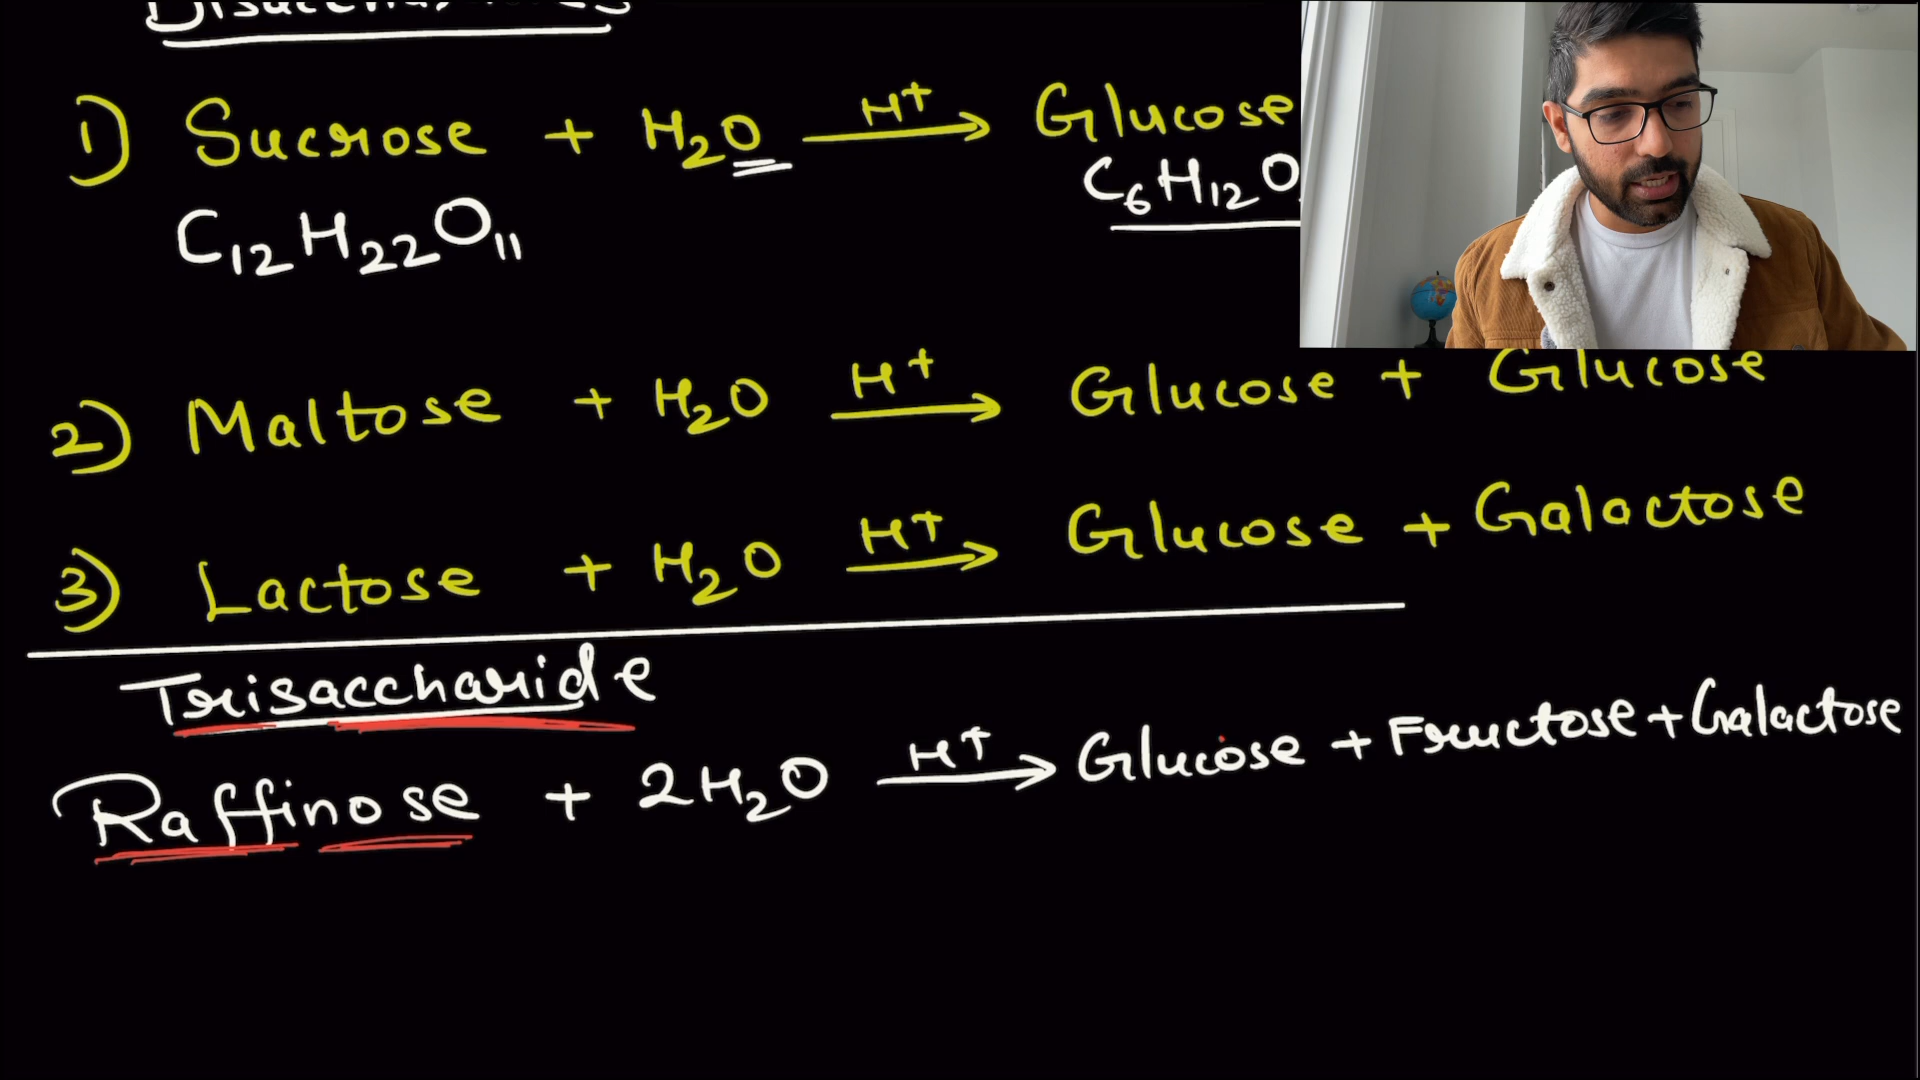 Disaccharides
1) Sucrose + H₂O →H⁺ Glucose
C₁₂H₂₂O₁₁ C₆H₁₂O
2) Maltose + H₂O →H⁺ Glucose + Glucose
3) Lactose + H₂O →H⁺ Glucose + Galactose
Trisaccharide
Raffinose + 2H₂O →H⁺ Glucose + Fructose + Galactose